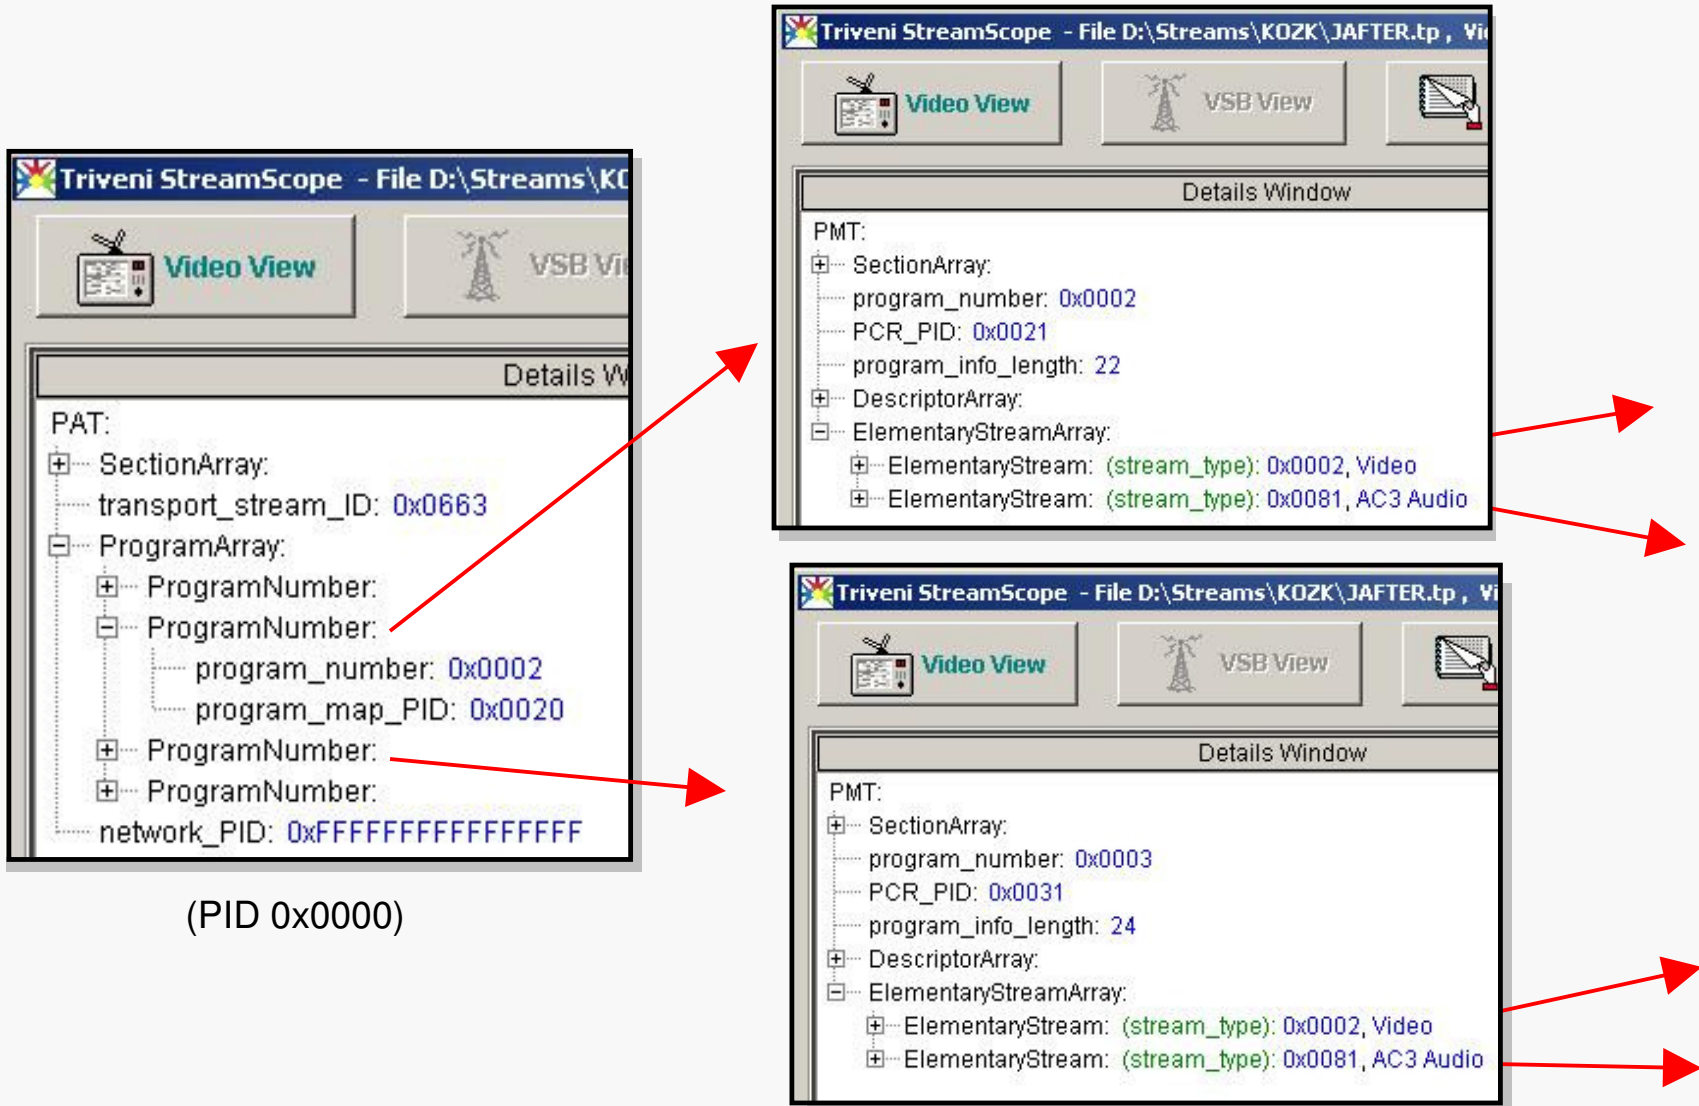 Triveni StreamScope - File D:\Streams\KO
Video View
VSB Vi
Details W
PAT:
SectionArray:
transport_stream_ID: 0x0663
ProgramArray:
ProgramNumber:
ProgramNumber:
program_number: 0x0002
program_map_PID: 0x0020
ProgramNumber:
ProgramNumber:
network_PID: 0xFFFFFFFFFFFFFFFF
(PID 0x0000)
Triveni StreamScope - File D:\Streams\KOZK\JAFTER.tp , Vi
Video View
VSB View
Details Window
PMT:
SectionArray:
program_number: 0x0002
PCR_PID: 0x0021
program_info_length: 22
DescriptorArray:
ElementaryStreamArray:
ElementaryStream: (stream_type): 0x0002, Video
ElementaryStream: (stream_type): 0x0081, AC3 Audio
Triveni StreamScope - File D:\Streams\KOZK\JAFTER.tp , Vi
Video View
VSB View
Details Window
PMT:
SectionArray:
program_number: 0x0003
PCR_PID: 0x0031
program_info_length: 24
DescriptorArray:
ElementaryStreamArray:
ElementaryStream: (stream_type): 0x0002, Video
ElementaryStream: (stream_type): 0x0081, AC3 Audio